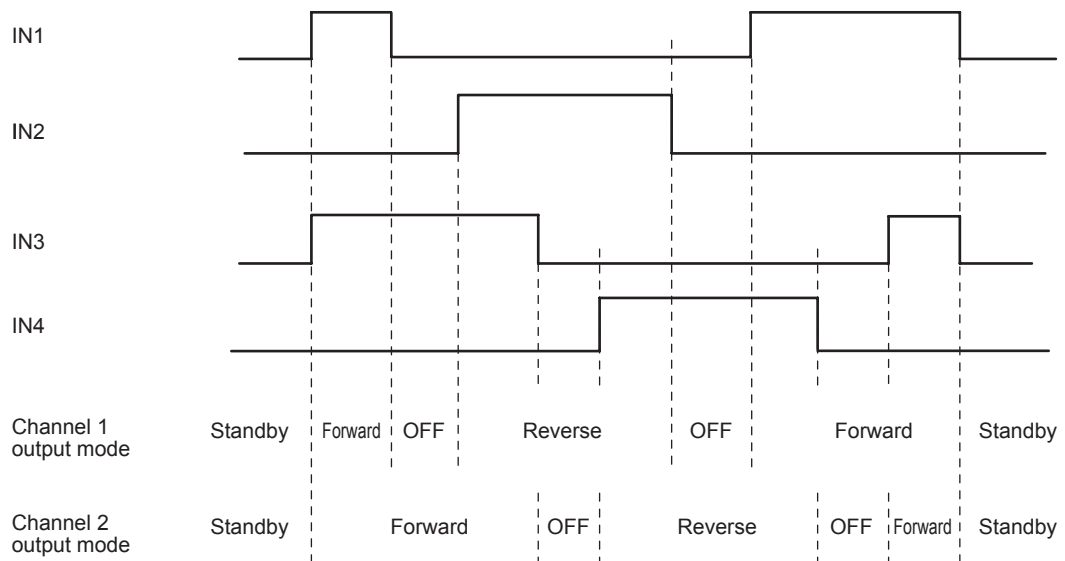 IN1
IN2
IN3
IN4
Channel 1
output mode
Standby Forward OFF Reverse OFF Forward Standby
Channel 2
output mode
Standby Forward OFF Reverse OFF Forward Standby